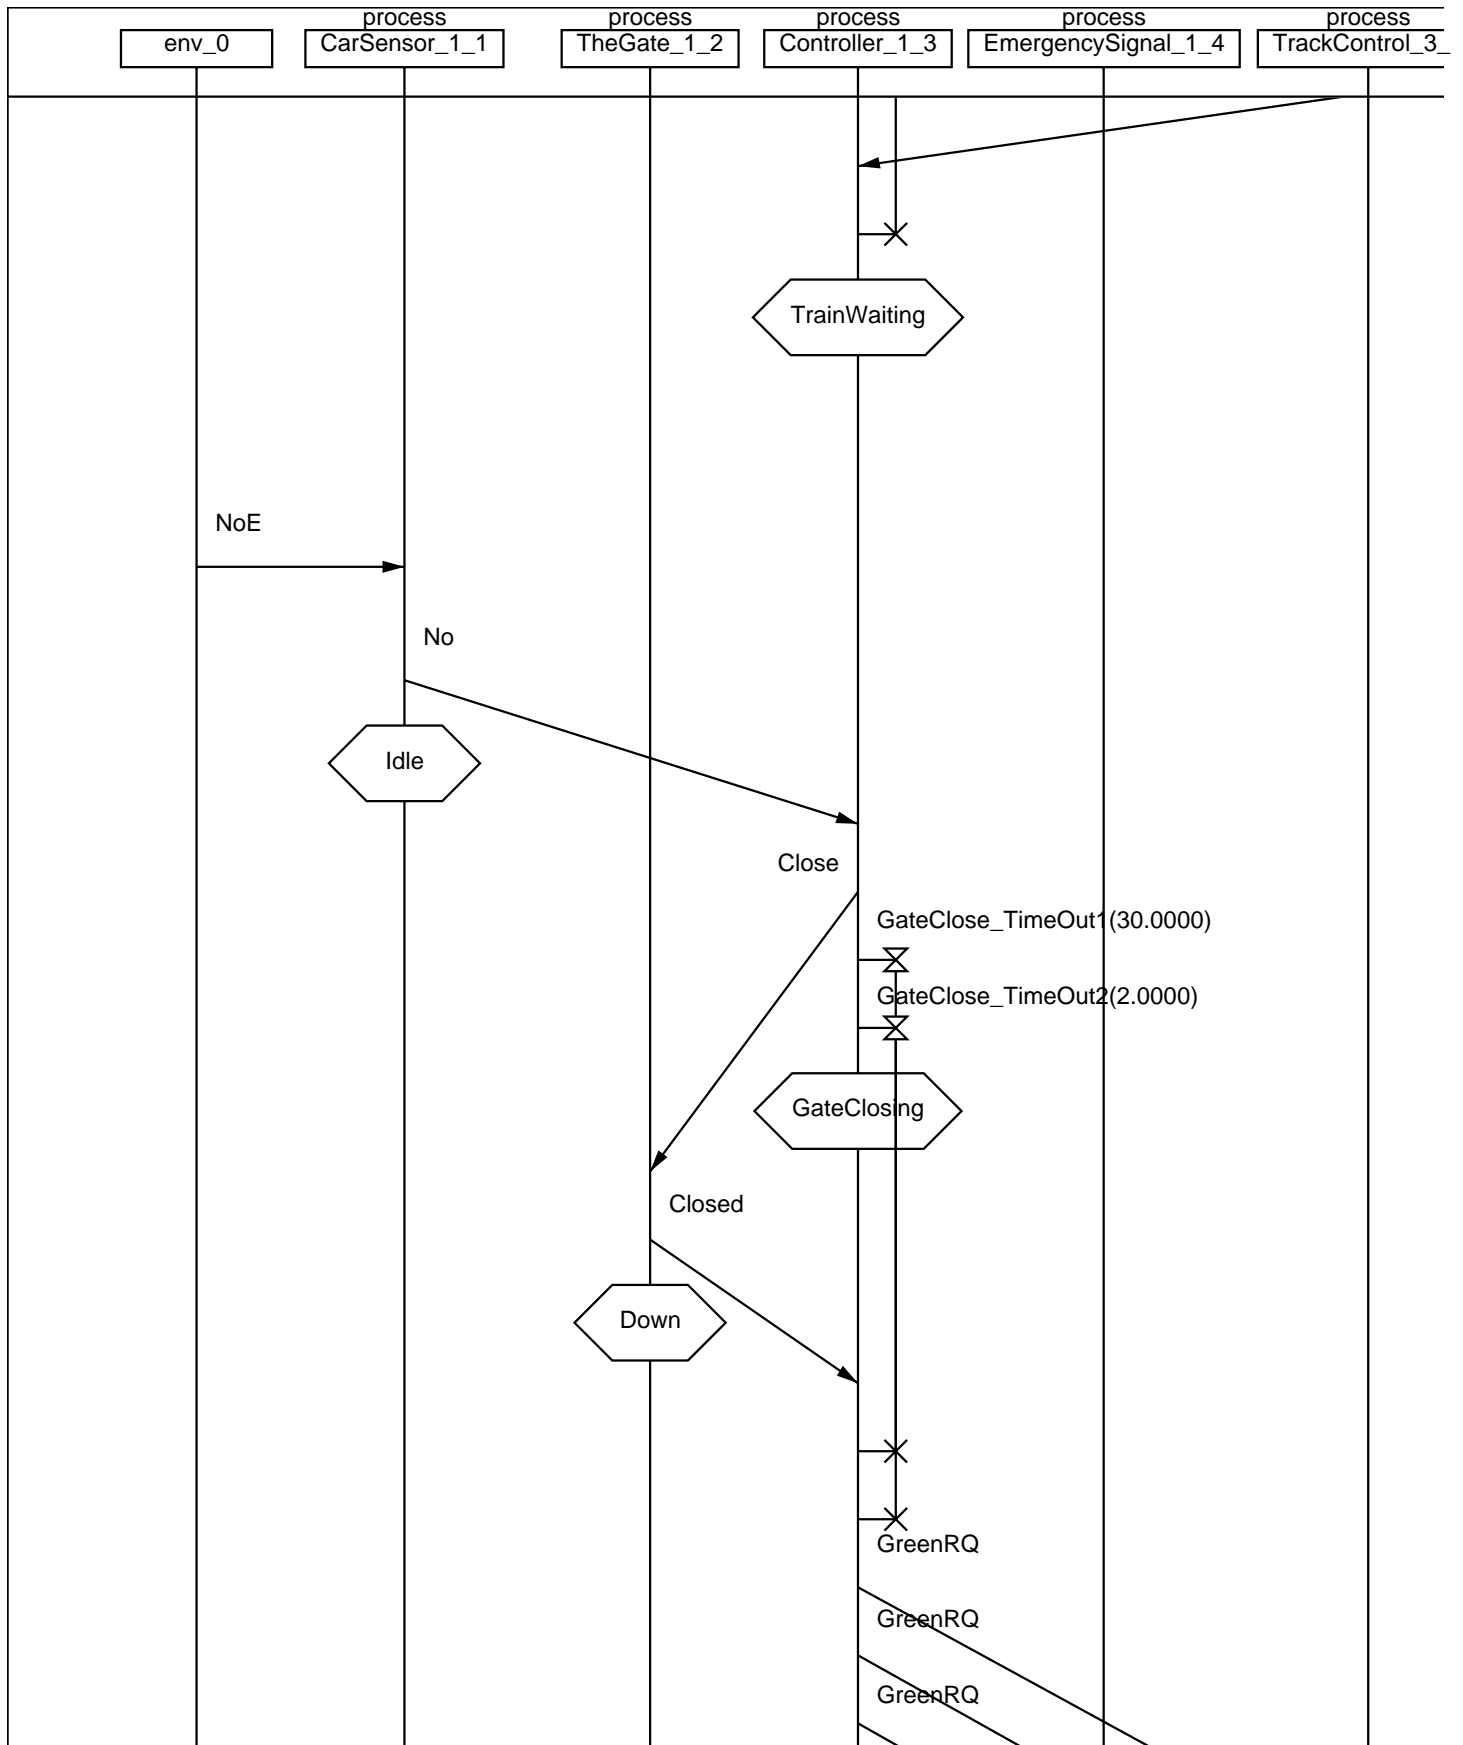 process process process process process
env_0 CarSensor_1_1 TheGate_1_2 Controller_1_3 EmergencySignal_1_4 TrackControl_3_
TrainWaiting
NoE
No
Idle
Close
GateClose_TimeOut1(30.0000)
GateClose_TimeOut2(2.0000)
GateClosing
Closed
Down
GreenRQ
GreenRQ
GreenRQ